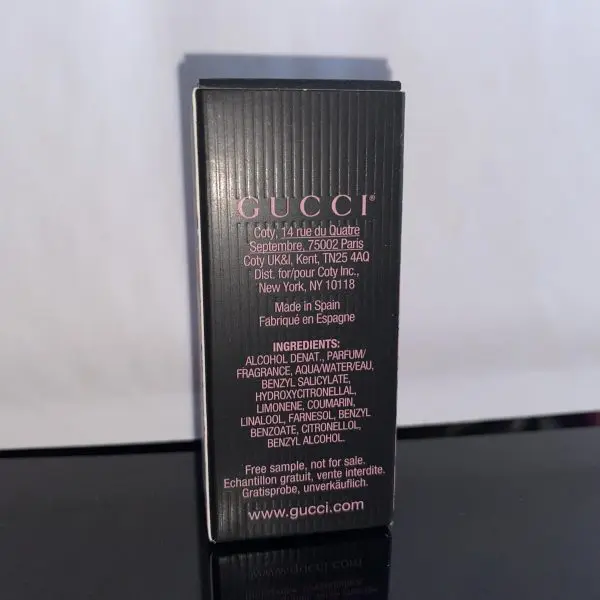 GUCCI®
Coty, 14 rue du Quatre
Septembre, 75002 Paris
Coty UK&I, Kent, TN25 4AQ
Dist. for/pour Coty Inc.,
New York, NY 10118
Made in Spain
Fabriqué en Espagne
INGREDIENTS:
ALCOHOL DENAT., PARFUM/
FRAGRANCE, AQUA/WATER/EAU,
BENZYL SALICYLATE,
HYDROXYCITRONELLAL,
LIMONENE, COUMARIN,
LINALOOL, FARNESOL, BENZYL
BENZOATE, CITRONELLOL,
BENZYL ALCOHOL.
Free sample, not for sale.
Echantillon gratuit, vente interdite.
Gratisprobe, unverkäuflich.
www.gucci.com